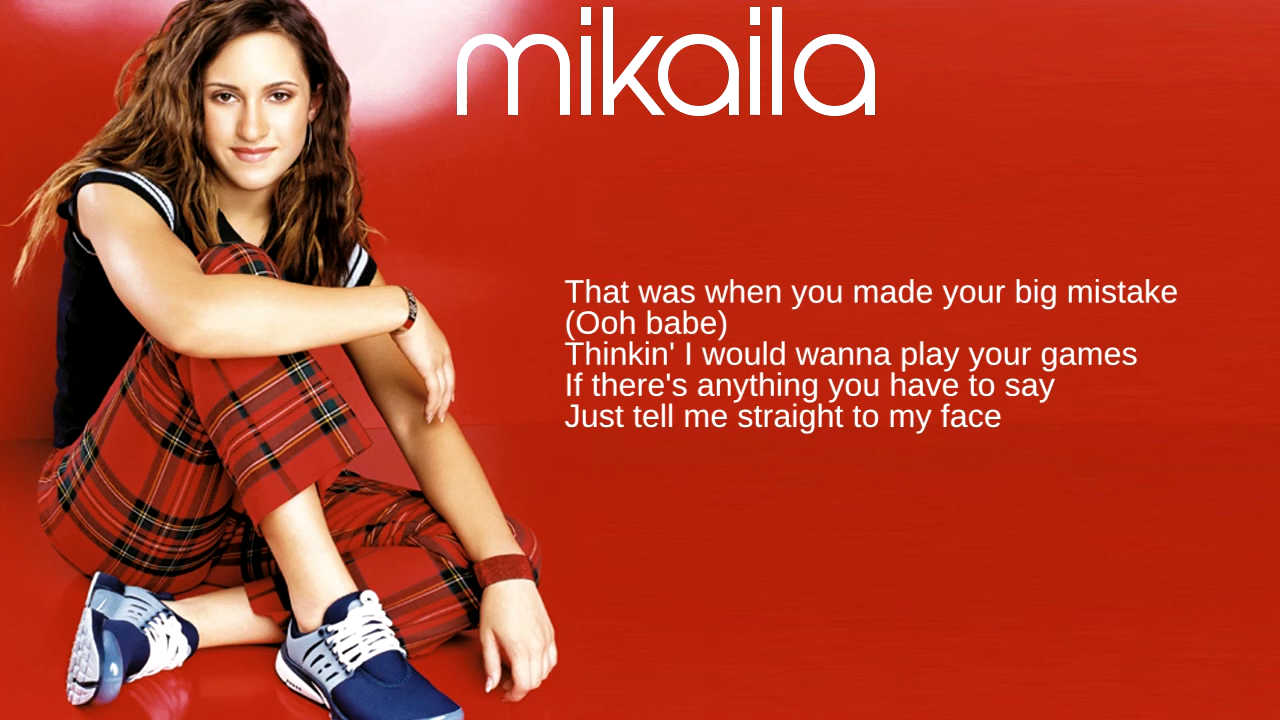 mikaila
That was when you made your big mistake
(Ooh babe)
Thinkin' I would wanna play your games
If there's anything you have to say
Just tell me straight to my face